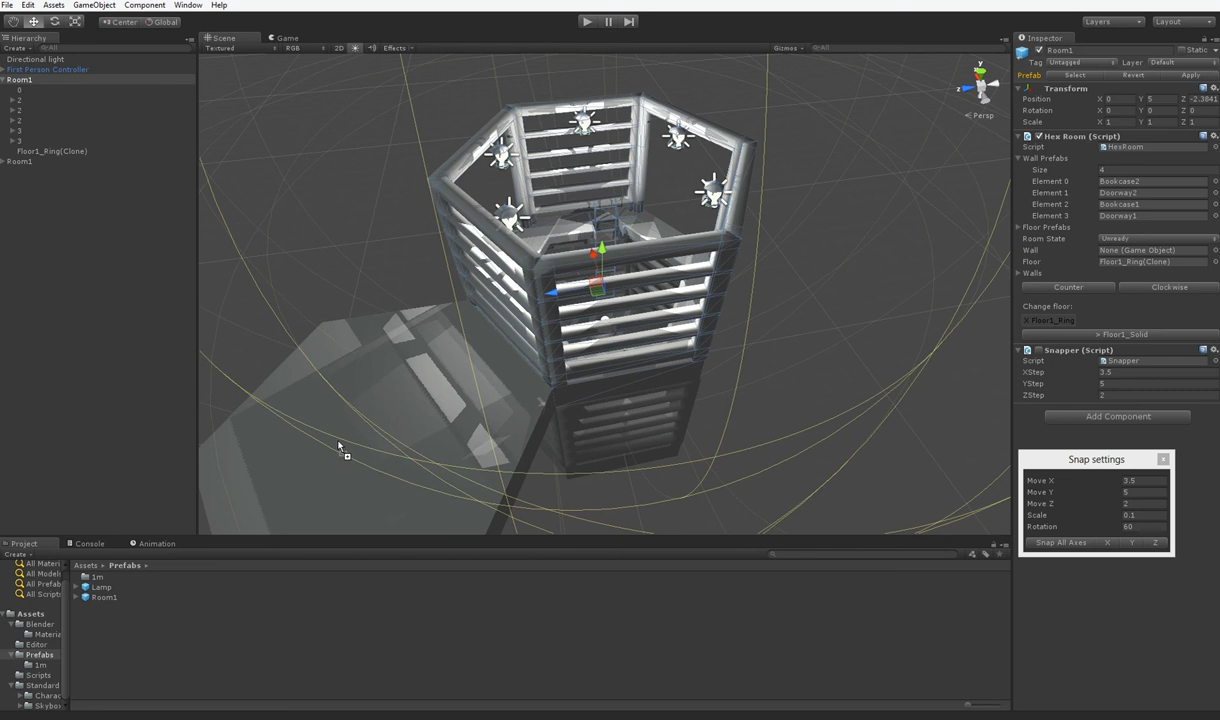 File Edit Assets GameObject Component Window Help
Center Global
Layers Layout
Hierarchy
Create All
Directional light
First Person Controller
Room1
0
2
2
2
3
3
Floor1_Ring(Clone)
Room1
Scene Game
Textured RGB 2D Effects Gizmos All
y
z
Persp
Inspector
Room1 Static
Tag Untagged Layer Default
Prefab Select Revert Apply
Transform
Position X 0 Y 5 Z -2.3841
Rotation X 0 Y 0 Z 0
Scale X 1 Y 1 Z 1
Hex Room (Script)
Script HexRoom
Wall Prefabs
Size 4
Element 0 Bookcase2
Element 1 Doorway2
Element 2 Bookcase1
Element 3 Doorway1
Floor Prefabs
Room State Unready
Wall None (Game Object)
Floor Floor1_Ring(Clone)
Walls
Counter Clockwise
Change floor:
X Floor1_Ring
> Floor1_Solid
Snapper (Script)
Script Snapper
XStep 3.5
YStep 5
ZStep 2
Add Component
Snap settings x
Move X 3.5
Move Y 5
Move Z 2
Scale 0.1
Rotation 60
Snap All Axes X Y Z
Project Console Animation
Create
All Materi
All Model
All Prefab
All Script
Assets
Blender
Materia
Editor
Prefabs
1m
Scripts
Standard
Charac
Skybo
Assets Prefabs
1m
Lamp
Room1